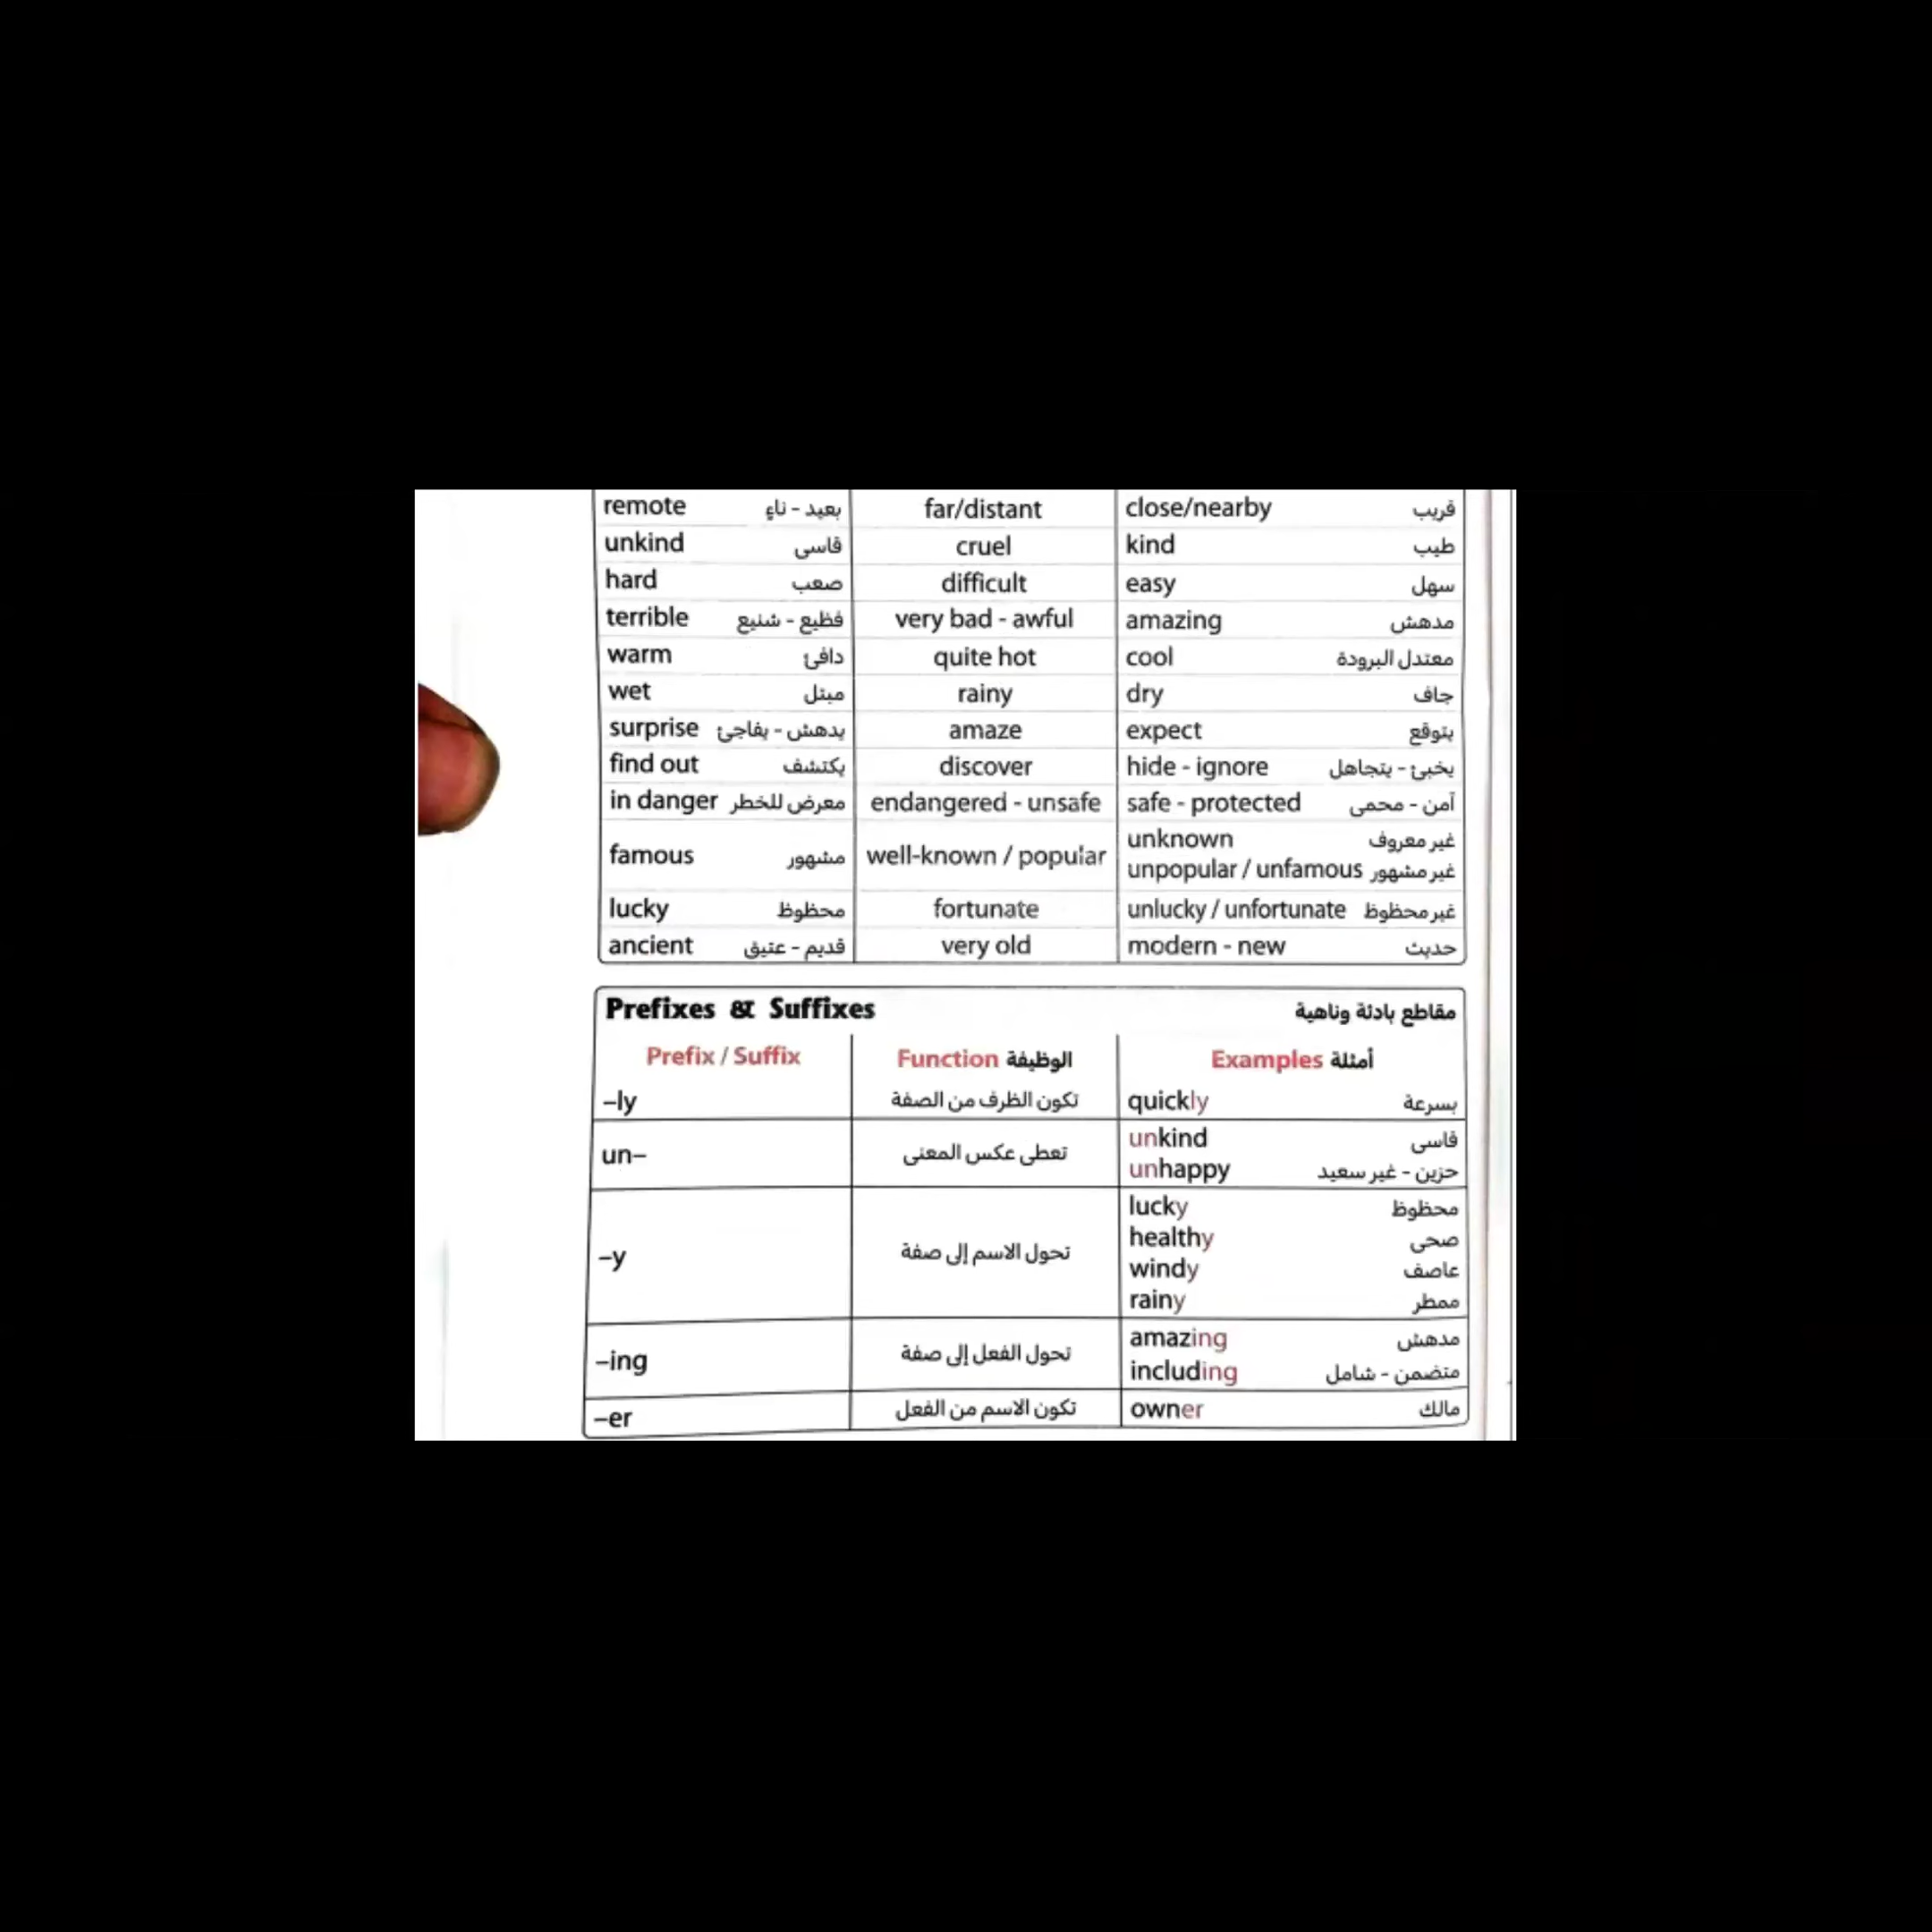 remote بعيد - ناءٍ far/distant close/nearby قريب
unkind قاسى cruel kind طيب
hard صعب difficult easy سهل
terrible فظيع - شنيع very bad - awful amazing مدهش
warm دافئ quite hot cool معتدل البرودة
wet مبتل rainy dry جاف
surprise يدهش - يفاجئ amaze expect يتوقع
find out يكتشف discover hide - ignore يخبئ - يتجاهل
in danger معرض للخطر endangered - unsafe safe - protected آمن - محمى
famous مشهور well-known / popular unknown غير معروف
unpopular / unfamous غير مشهور
lucky محظوظ fortunate unlucky / unfortunate غير محظوظ
ancient قديم - عتيق very old modern - new حديث
Prefixes & Suffixes مقاطع بادئة وناهية
Prefix / Suffix Function الوظيفة Examples أمثلة
–ly تكون الظرف من الصفة quickly بسرعة
un– تعطى عكس المعنى unkind قاسى
unhappy حزين - غير سعيد
–y تحول الاسم إلى صفة lucky محظوظ
healthy صحى
windy عاصف
rainy ممطر
–ing تحول الفعل إلى صفة amazing مدهش
including متضمن - شامل
–er تكون الاسم من الفعل owner مالك